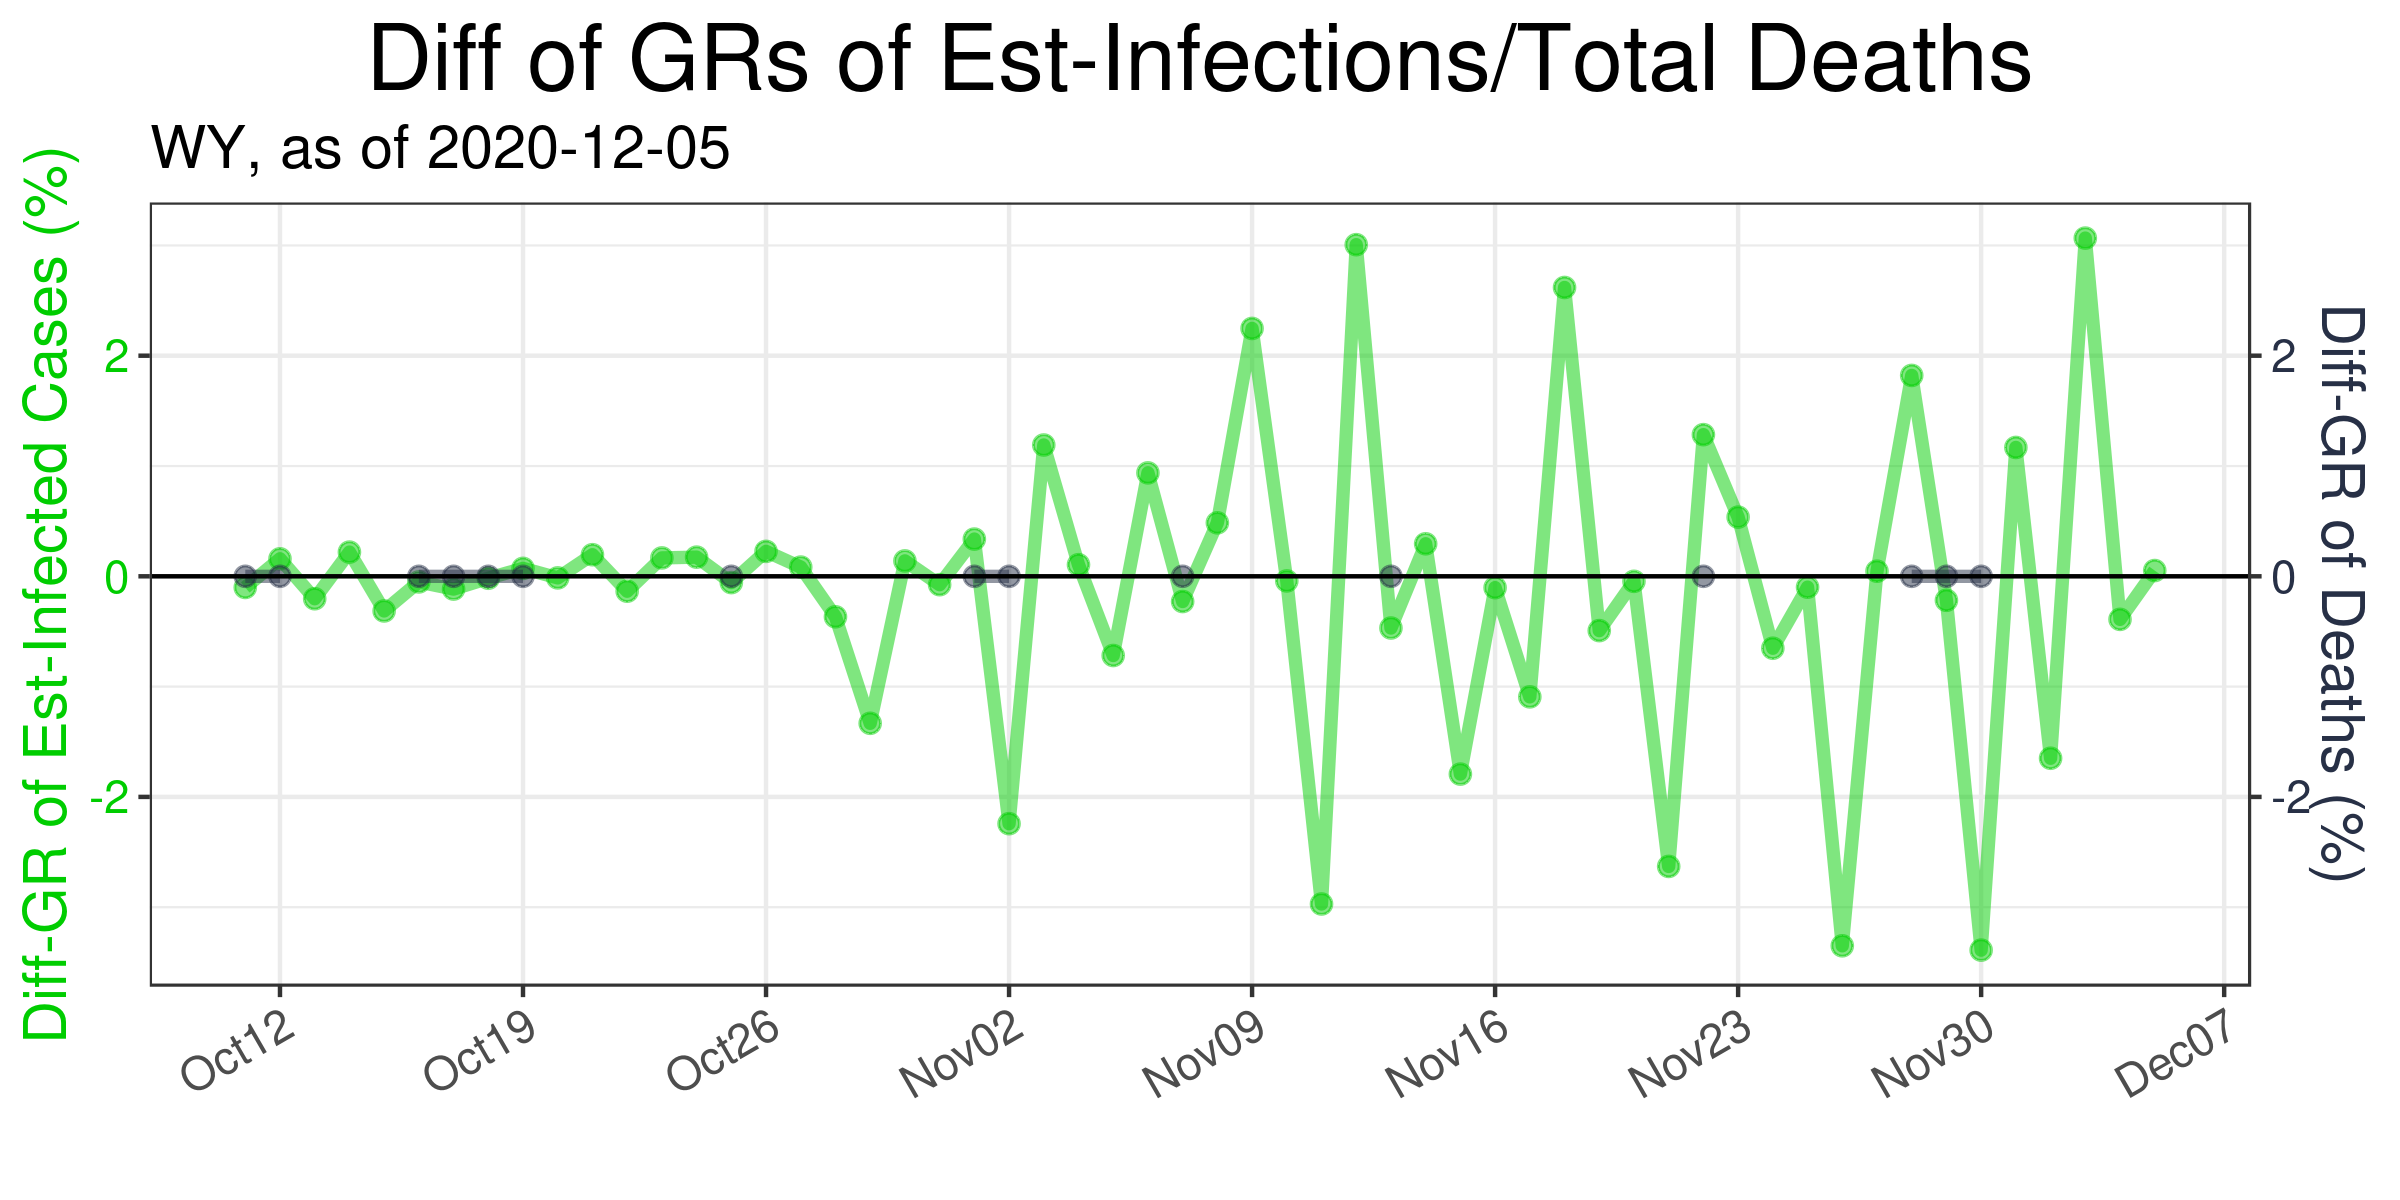 Diff of GRs of Est-Infections/Total Deaths
WY, as of 2020-12-05
Diff-GR of Est-Infected Cases (%)
2
0
-2
2
0
-2
Diff-GR of Deaths (%)
Oct12
Oct19
Oct26
Nov02
Nov09
Nov16
Nov23
Nov30
Dec07